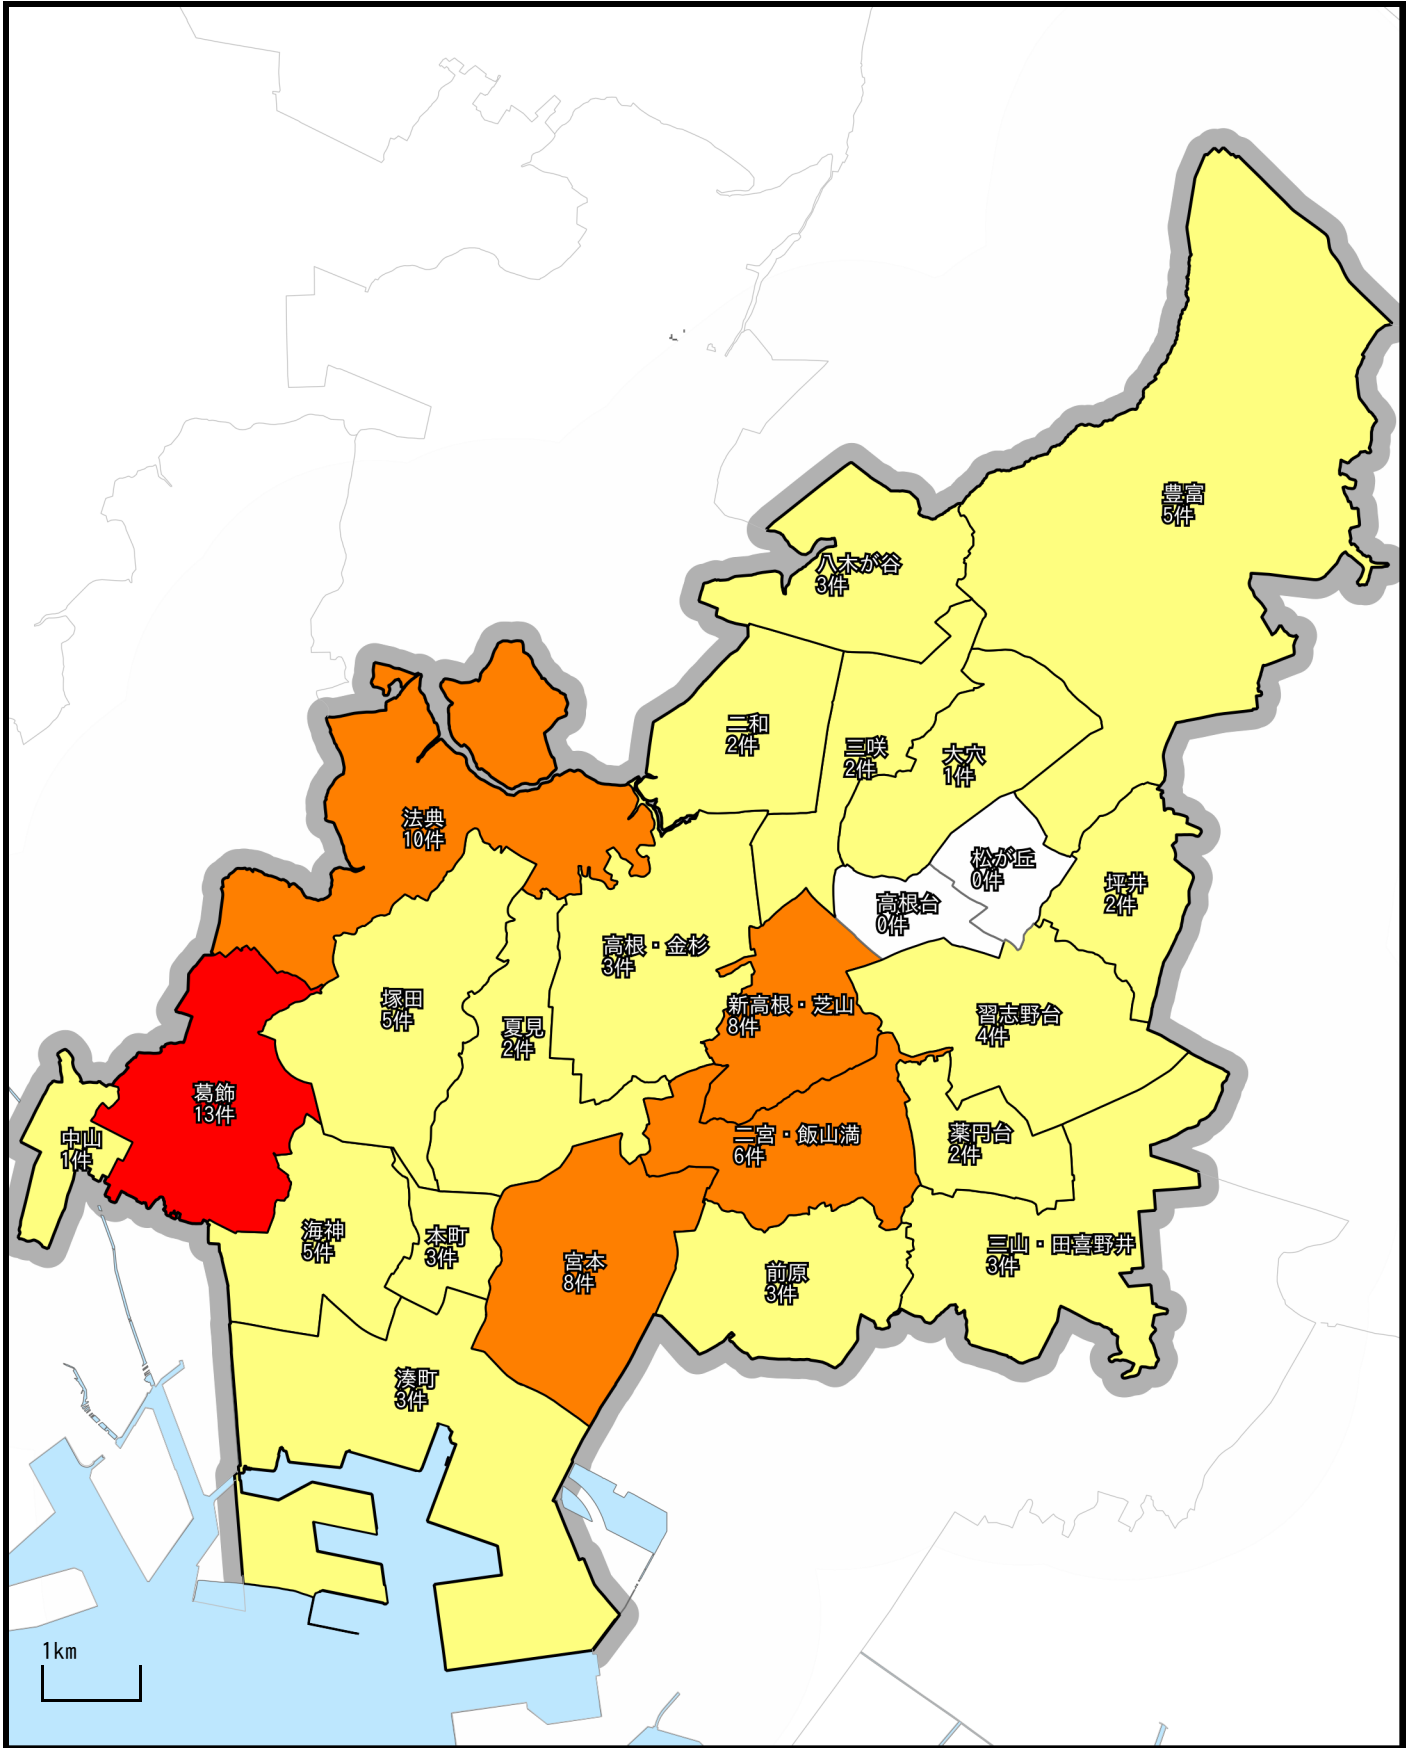 豊富
5件
八木が谷
3件
二和
2件
三咲
2件
大穴
1件
法典
10件
松が丘
0件
坪井
2件
高根台
0件
高根・金杉
3件
塚田
5件
新高根・芝山
8件
習志野台
4件
夏見
2件
葛飾
13件
中山
1件
二宮・飯山満
6件
薬円台
2件
海神
5件
本町
3件
宮本
8件
前原
3件
三山・田喜野井
3件
湊町
3件
1km